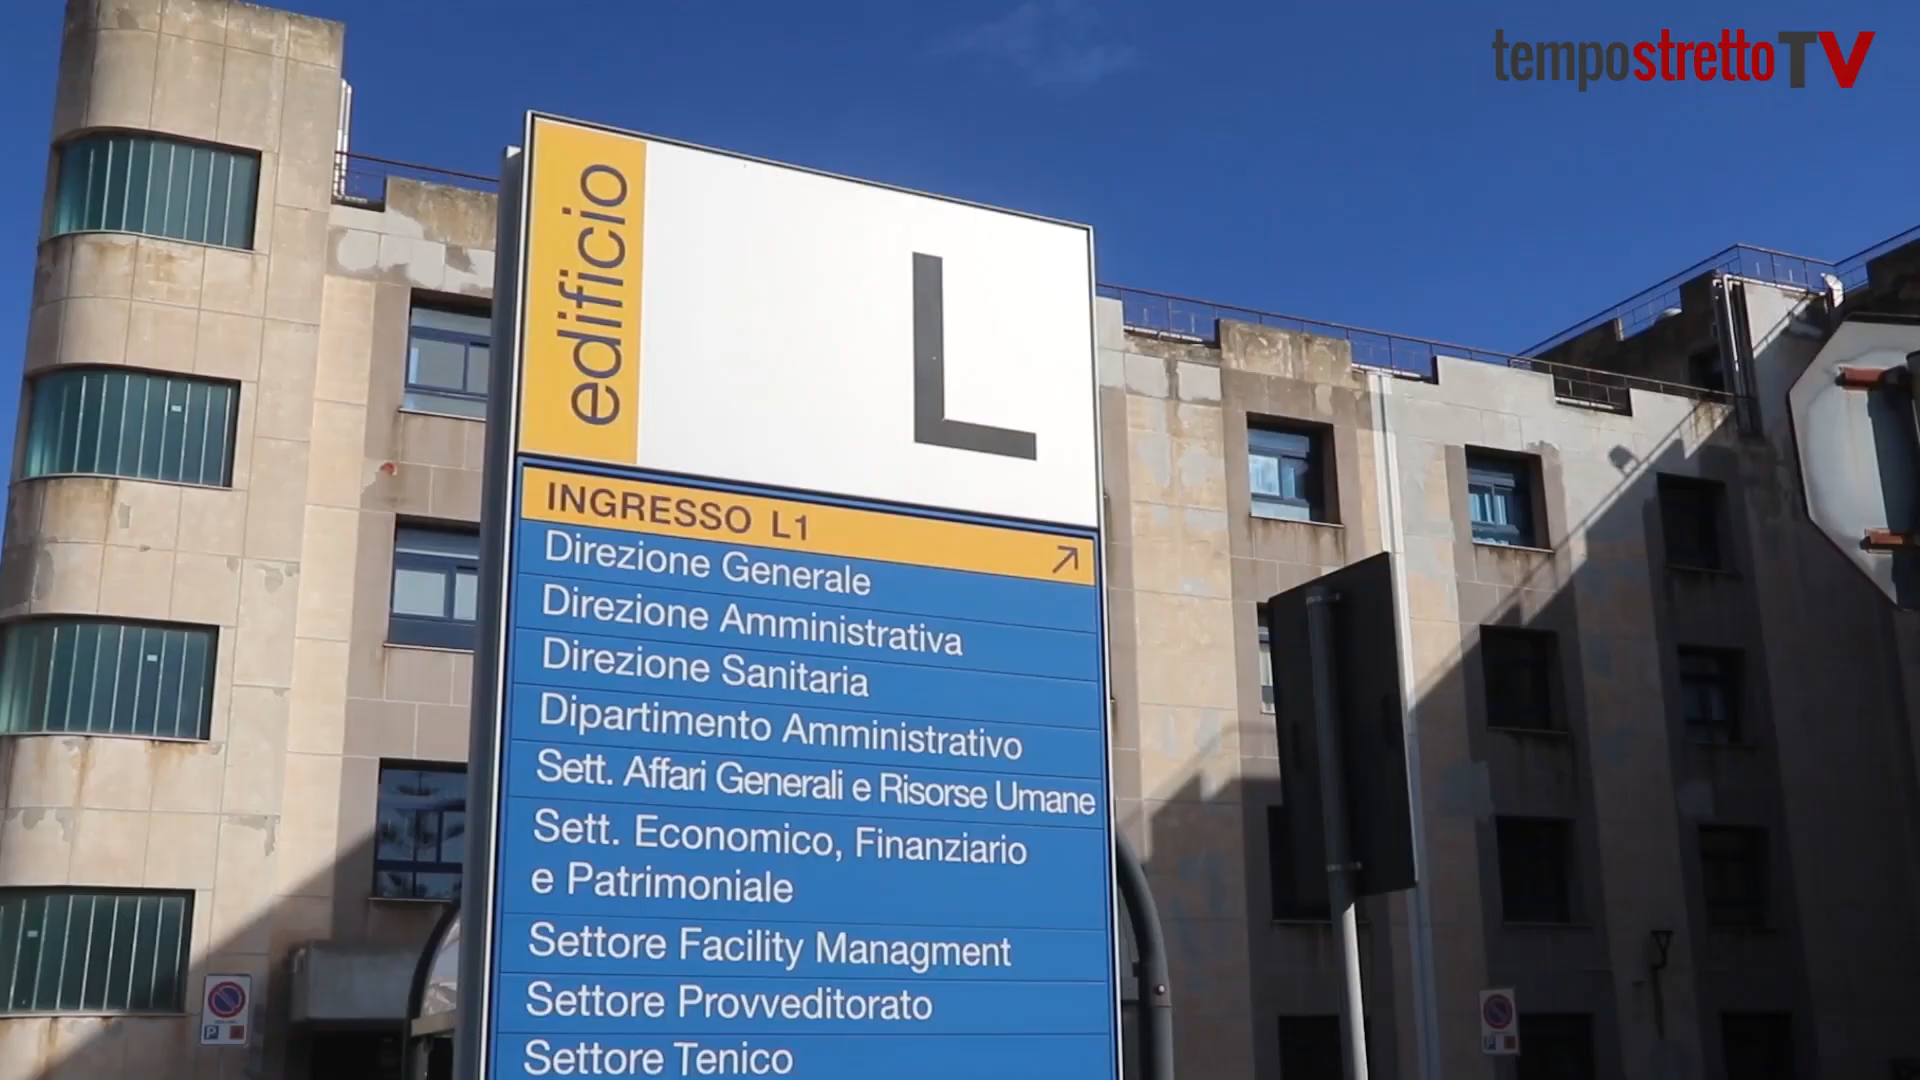 tempostrettoTV
edificio
L
INGRESSO L1
Direzione Generale
Direzione Amministrativa
Direzione Sanitaria
Dipartimento Amministrativo
Sett. Affari Generali e Risorse Umane
Sett. Economico, Finanziario
e Patrimoniale
Settore Facility Managment
Settore Provveditorato
Settore Tenico
P